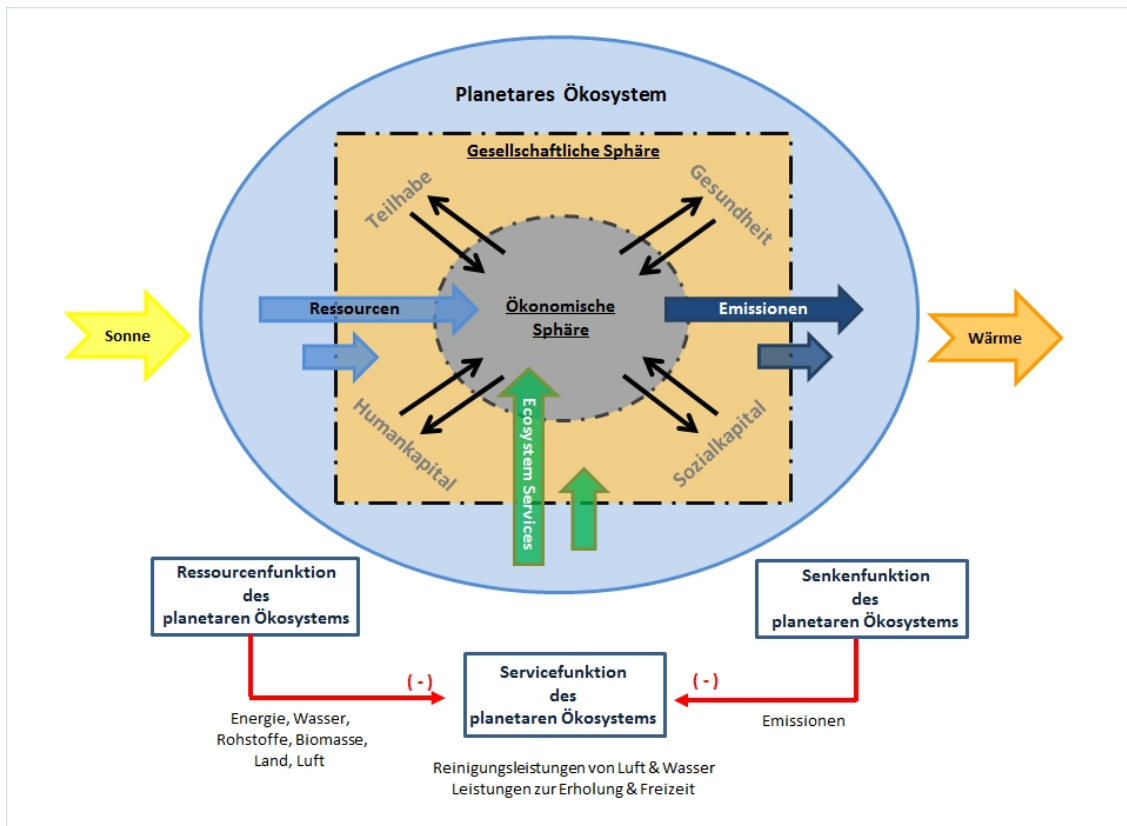 Planetares Ökosystem
Gesellschaftliche Sphäre
Teilhabe
Gesundheit
Sonne
Ressourcen
Ökonomische
Sphäre
Emissionen
Wärme
Humankapital
Ecosystem Services
Sozialkapital
Ressourcenfunktion
des
planetaren Ökosystems
Senkenfunktion
des
planetaren Ökosystems
( - )
Servicefunktion
des
planetaren Ökosystems
( - )
Energie, Wasser,
Rohstoffe, Biomasse,
Land, Luft
Emissionen
Reinigungsleistungen von Luft & Wasser
Leistungen zur Erholung & Freizeit